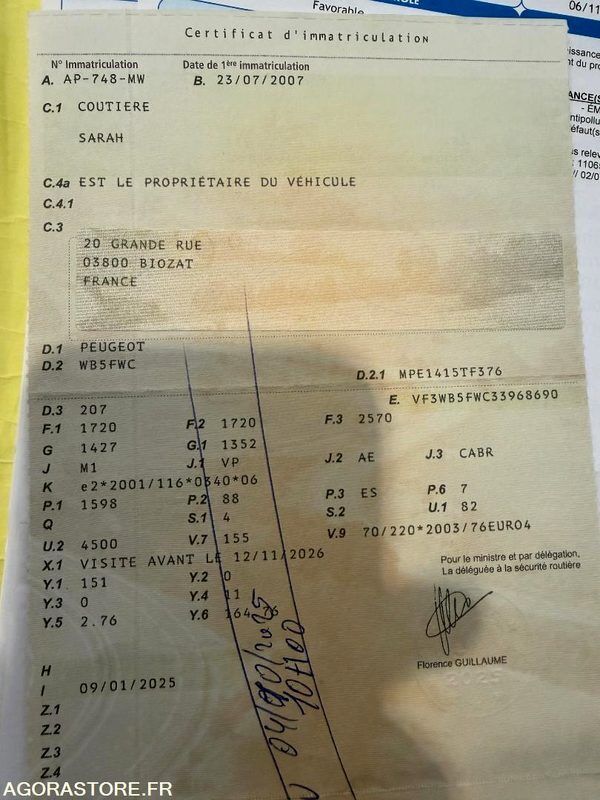 Favorable
06/11
Certificat d'immatriculation
N° Immatriculation Date de 1ère immatriculation
A. AP-748-MW B. 23/07/2007
C.1 COUTIERE
SARAH
C.4a EST LE PROPRIÉTAIRE DU VÉHICULE
C.4.1
C.3
20 GRANDE RUE
03800 BIOZAT
FRANCE
D.1 PEUGEOT
D.2 WB5FWC D.2.1 MPE1415TF376
E. VF3WB5FWC33968690
D.3 207
F.1 1720 F.2 1720 F.3 2570
G 1427 G.1 1352
J M1 J.1 VP J.2 AE J.3 CABR
K e2*2001/116*0340*06
P.1 1598 P.2 88 P.3 ES P.6 7
Q S.1 4 S.2 U.1 82
U.2 4500 V.7 155 V.9 70/220*2003/76EURO4
X.1 VISITE AVANT LE 12/11/2026
Y.1 151 Y.2 0
Y.3 0 Y.4 11
Y.5 2.76 Y.6
Pour le ministre et par délégation,
La déléguée à la sécurité routière
Florence GUILLAUME
H
I 09/01/2025
Z.1
Z.2
Z.3
Z.4
10H00
AGORASTORE.FR